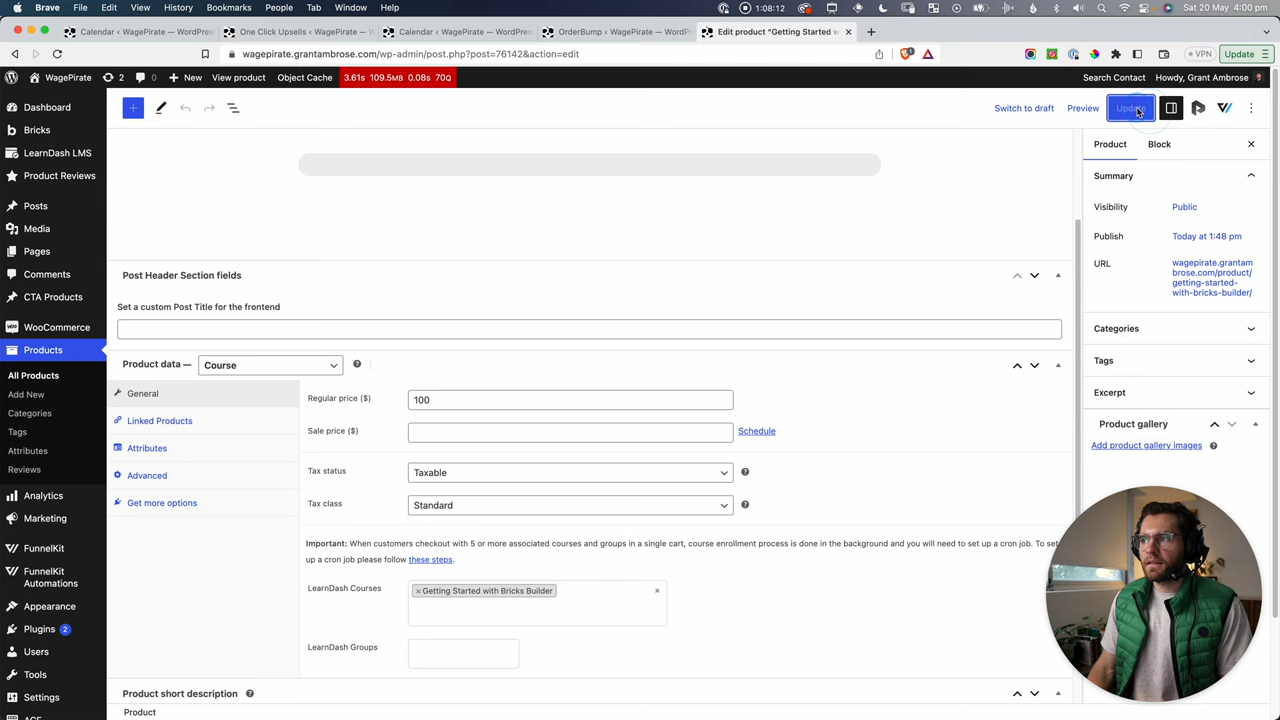 Brave File Edit View History Bookmarks People Tab Window Help 1:08:12 Sat 20 May 4:00 pm
Calendar ‹ WagePirate — WordPres
One Click Upsells ‹ WagePirate — W
Calendar ‹ WagePirate — WordPres
OrderBump ‹ WagePirate — WordPr
Edit product "Getting Started w
wagepirate.grantambrose.com/wp-admin/post.php?post=76142&action=edit
VPN
Update
WagePirate 2 0 New View product Object Cache 3.61s 109.5MB 0.08s 70Q Search Contact Howdy, Grant Ambrose
Dashboard
Bricks
LearnDash LMS
Product Reviews
Posts
Media
Pages
Comments
CTA Products
WooCommerce
Products
All Products
Add New
Categories
Tags
Attributes
Reviews
Analytics
Marketing
FunnelKit
FunnelKit
Automations
Appearance
Plugins 2
Users
Tools
Settings
ACF
Switch to draft Preview Update
Post Header Section fields
Set a custom Post Title for the frontend
Product data — Course
General
Linked Products
Attributes
Advanced
Get more options
Regular price ($) 100
Sale price ($) Schedule
Tax status Taxable
Tax class Standard
Important: When customers checkout with 5 or more associated courses and groups in a single cart, course enrollment process is done in the background and you will need to set up a cron job. To set
up a cron job please follow these steps.
LearnDash Courses × Getting Started with Bricks Builder ×
LearnDash Groups
Product short description
Product
Product Block
Summary
Visibility Public
Publish Today at 1:48 pm
URL wagepirate.grantam
brose.com/product/
getting-started-
with-bricks-builder/
Categories
Tags
Excerpt
Product gallery
Add product gallery images